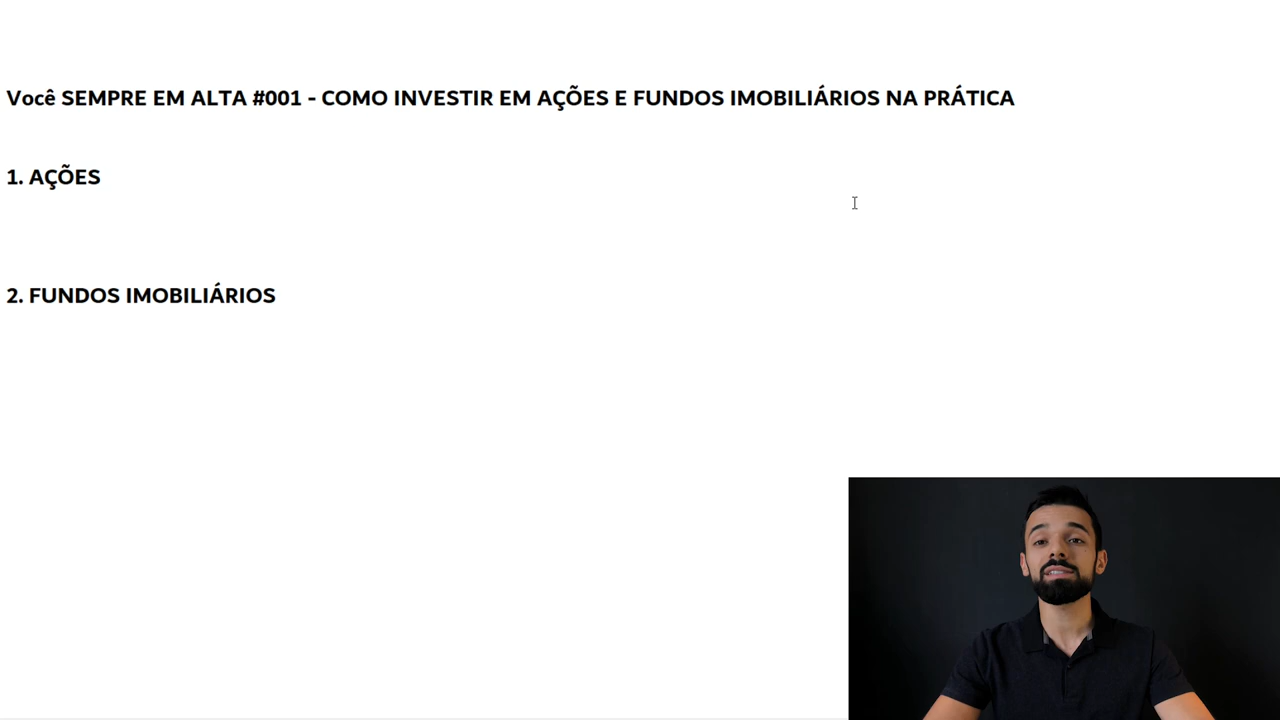 Você SEMPRE EM ALTA #001 - COMO INVESTIR EM AÇÕES E FUNDOS IMOBILIÁRIOS NA PRÁTICA
1. AÇÕES
2. FUNDOS IMOBILIÁRIOS